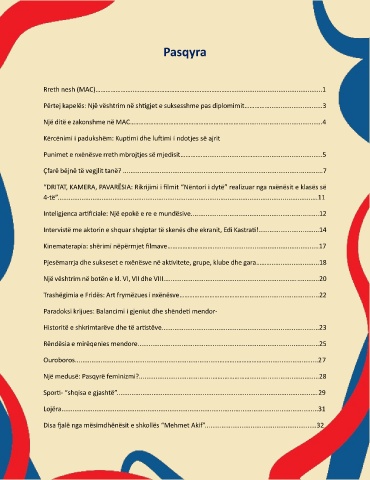 Pasqyra
Rreth nesh (MAC)...............1
Përtej kapelës: Një vështrim në shtigjet e suksesshme pas diplomimit...............3
Një ditë e zakonshme në MAC...............4
Kërcënimi i padukshëm: Kuptimi dhe luftimi i ndotjes së ajrit
Punimet e nxënësve rreth mbrojtjes së mjedisit...............5
Çfarë bëjnë të vegjlit tanë?...............7
"DRITAT, KAMERA, PAVARËSIA: Rikrijimi i filmit "Nëntori i dytë" realizuar nga nxënësit e klasës së
4-të"...............11
Inteligjenca artificiale: Një epokë e re e mundësive...............12
Intervistë me aktorin e shquar shqiptar të skenës dhe ekranit, Edi Kastrati!...............14
Kinematerapia: shërimi nëpërmjet filmave...............17
Pjesëmarrja dhe sukseset e nxënësve në aktivitete, grupe, klube dhe gara...............18
Një vështrim në botën e kl. VI, VII dhe VIII...............20
Trashëgimia e Fridës: Art frymëzues i nxënësve...............22
Paradoksi krijues: Balancimi i gjeniut dhe shëndeti mendor-
Historitë e shkrimtarëve dhe të artistëve...............23
Rëndësia e mirëqenies mendore...............25
Ouroboros...............27
Një medusë: Pasqyrë feminizmi?...............28
Sporti- "shqisa e gjashtë"...............29
Lojëra...............31
Disa fjalë nga mësimdhënësit e shkollës "Mehmet Akif"...............32